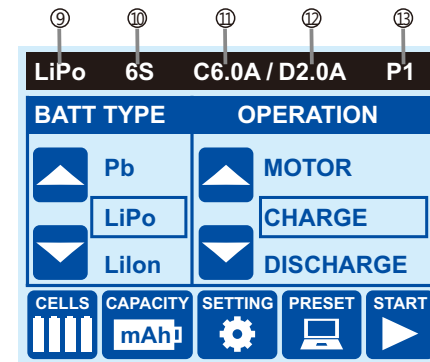 ⑨ ⑩ ⑪ ⑫ ⑬
LiPo 6S C6.0A / D2.0A P1
BATT TYPE OPERATION
Pb MOTOR
LiPo CHARGE
LiIon DISCHARGE
CELLS CAPACITY SETTING PRESET START
mAh